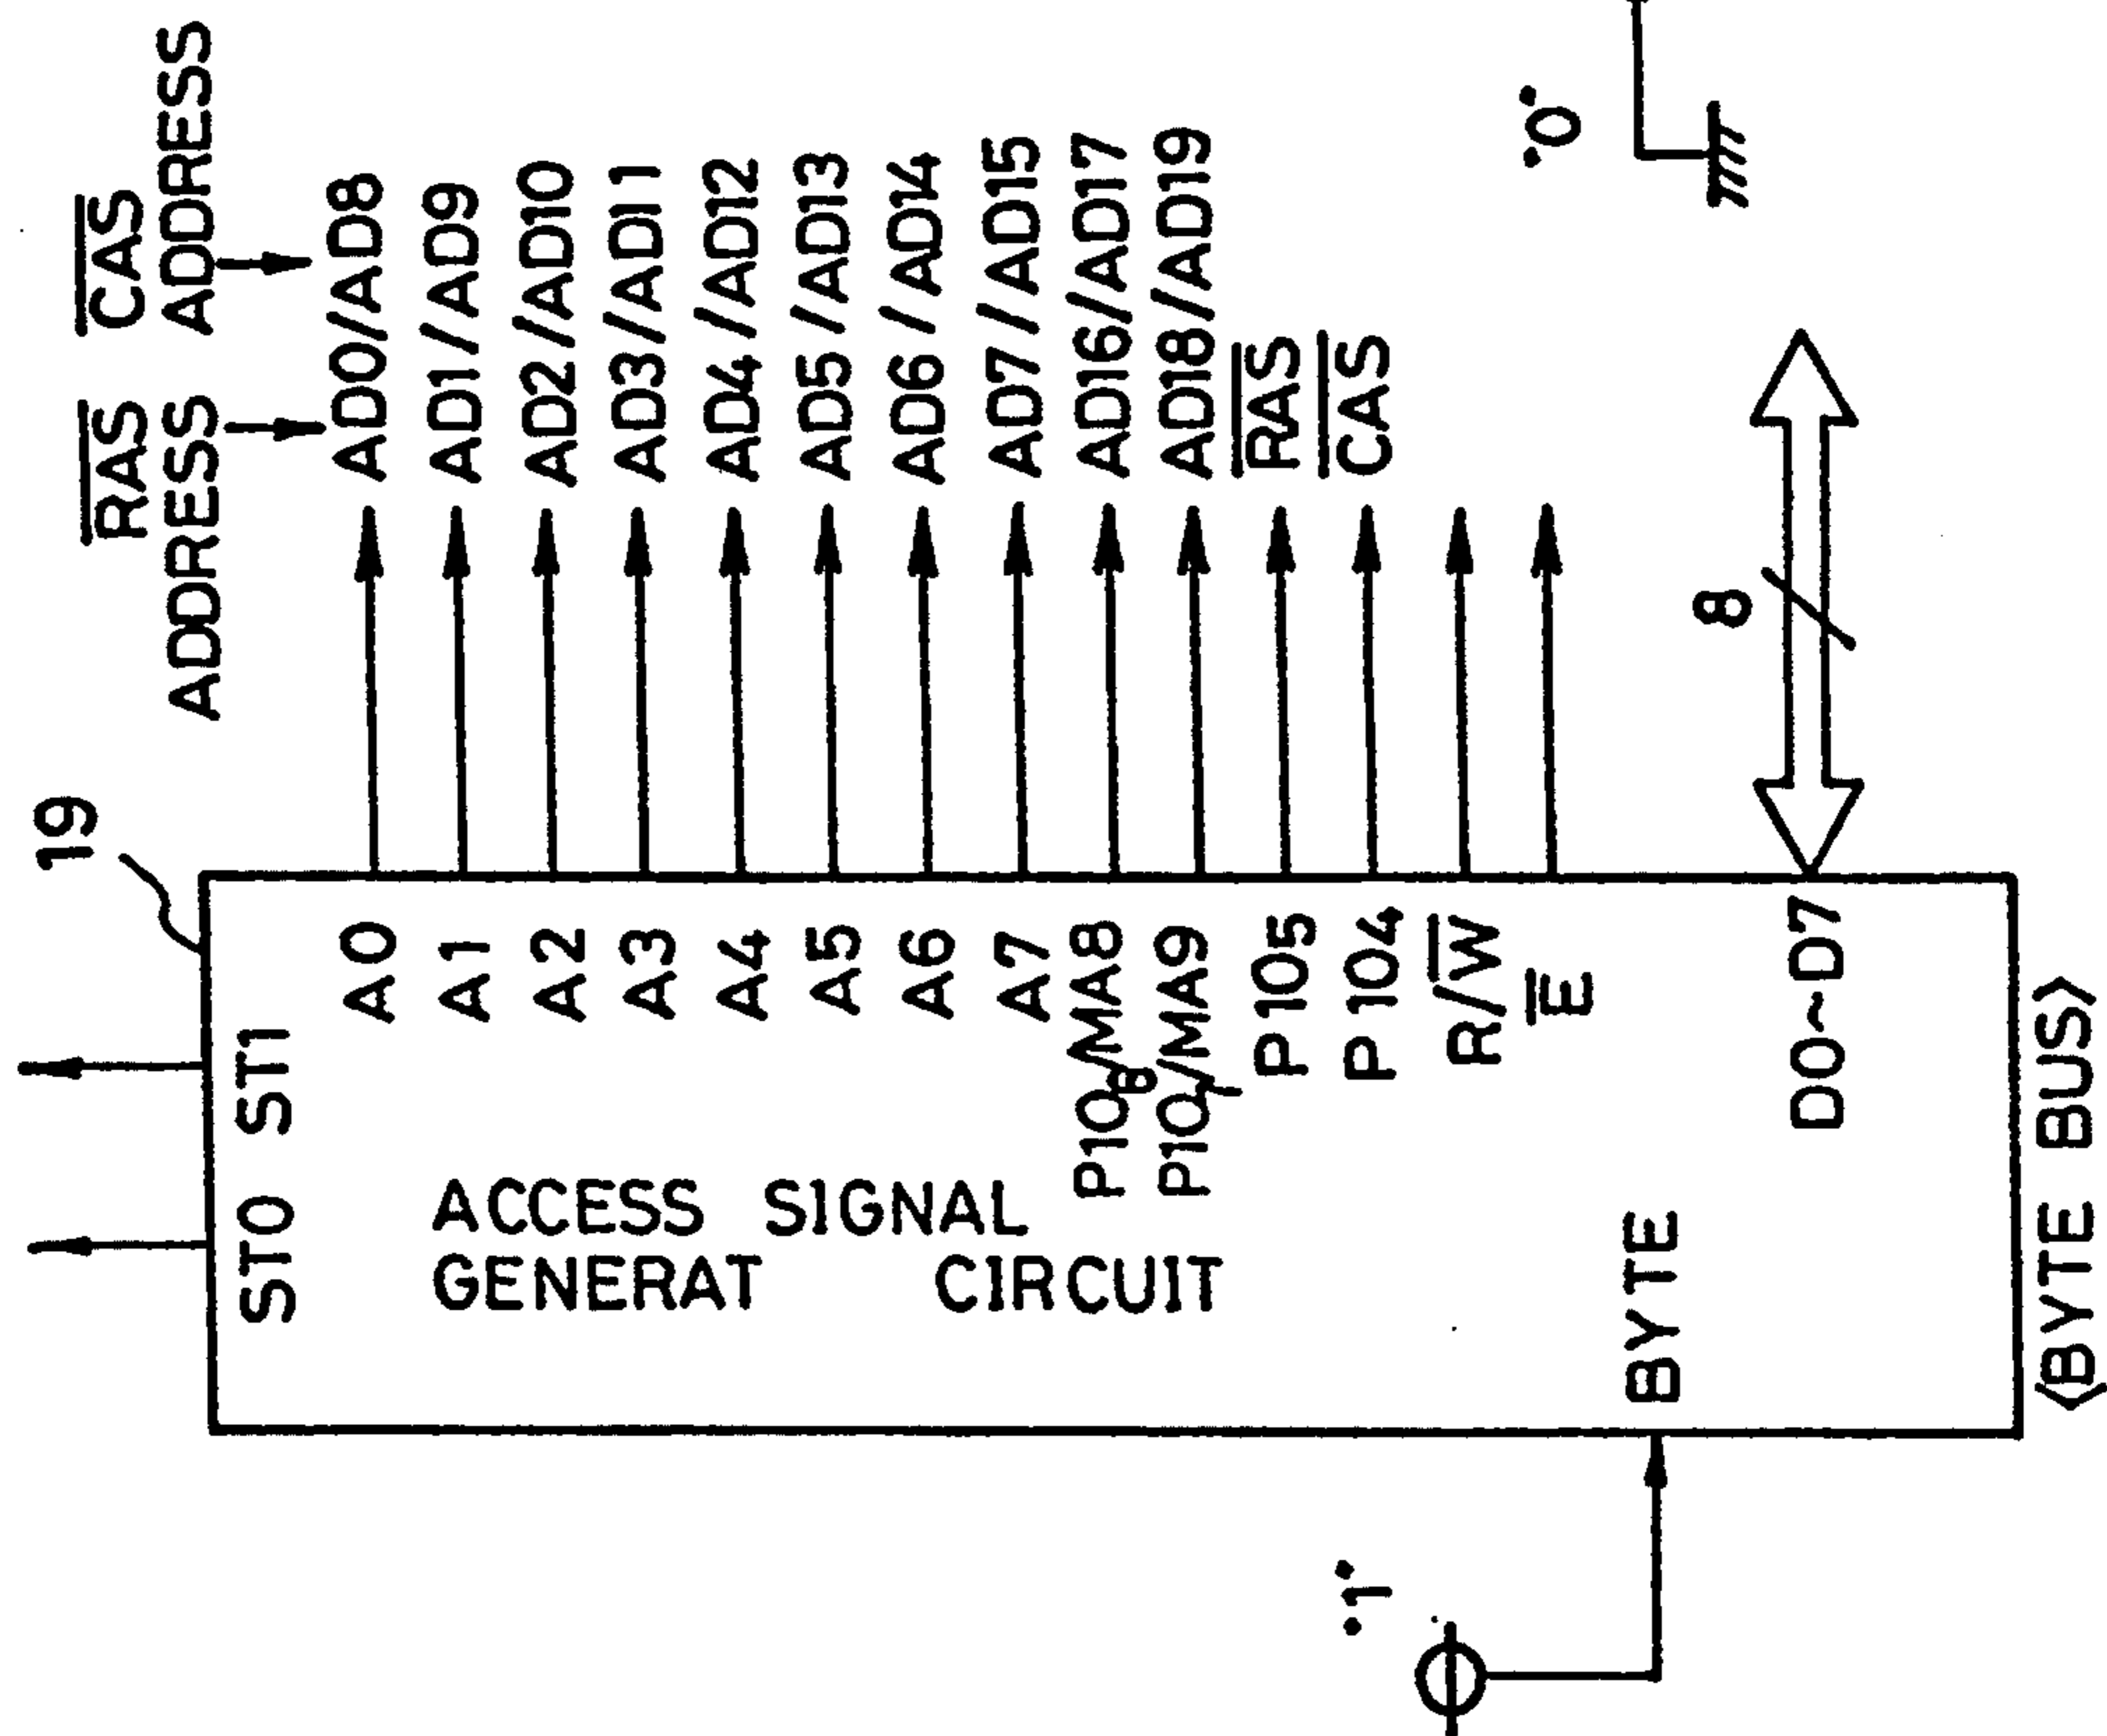 19
RAS
ADDRESS
CAS
ADDRESS
ST0 ST1
A0
AD0/AD8
A1
AD1/AD9
A2
AD2/AD10
A3
AD3/AD11
A4
AD4/AD12
A5
AD5/AD13
A6
AD6/AD14
A7
AD7/AD15
P106/MA8
AD16/AD17
P107/MA9
AD18/AD19
P105
RAS
P104
CAS
R/W
E
ACCESS SIGNAL
GENERAT CIRCUIT
'1'
BYTE
'0'
8
D0~D7
(BYTE BUS)